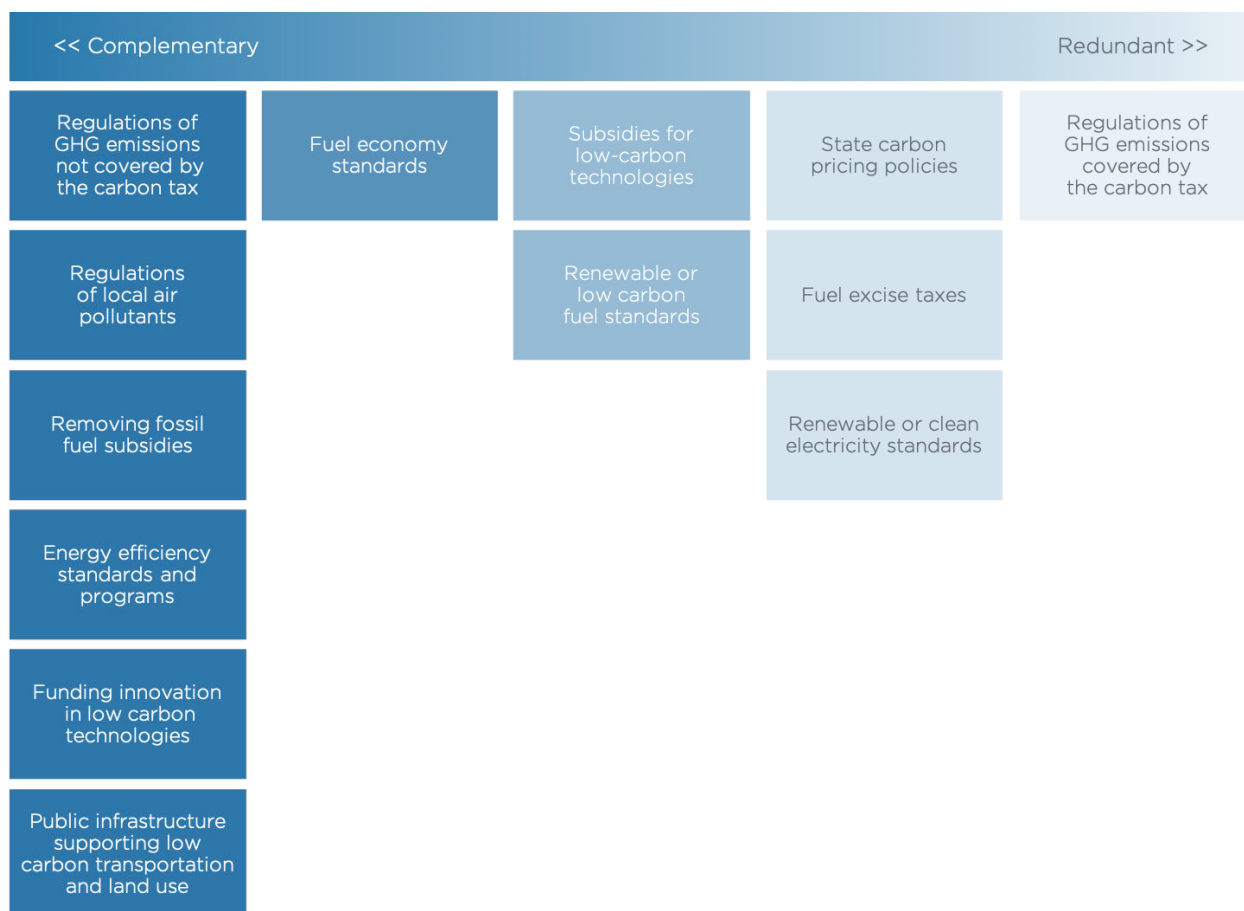 << Complementary
Redundant >>
Regulations of
GHG emissions
not covered by
the carbon tax
Fuel economy
standards
Subsidies for
low-carbon
technologies
State carbon
pricing policies
Regulations of
GHG emissions
covered by
the carbon tax
Regulations
of local air
pollutants
Renewable or
low carbon
fuel standards
Fuel excise taxes
Removing fossil
fuel subsidies
Renewable or clean
electricity standards
Energy efficiency
standards and
programs
Funding innovation
in low carbon
technologies
Public infrastructure
supporting low
carbon transportation
and land use